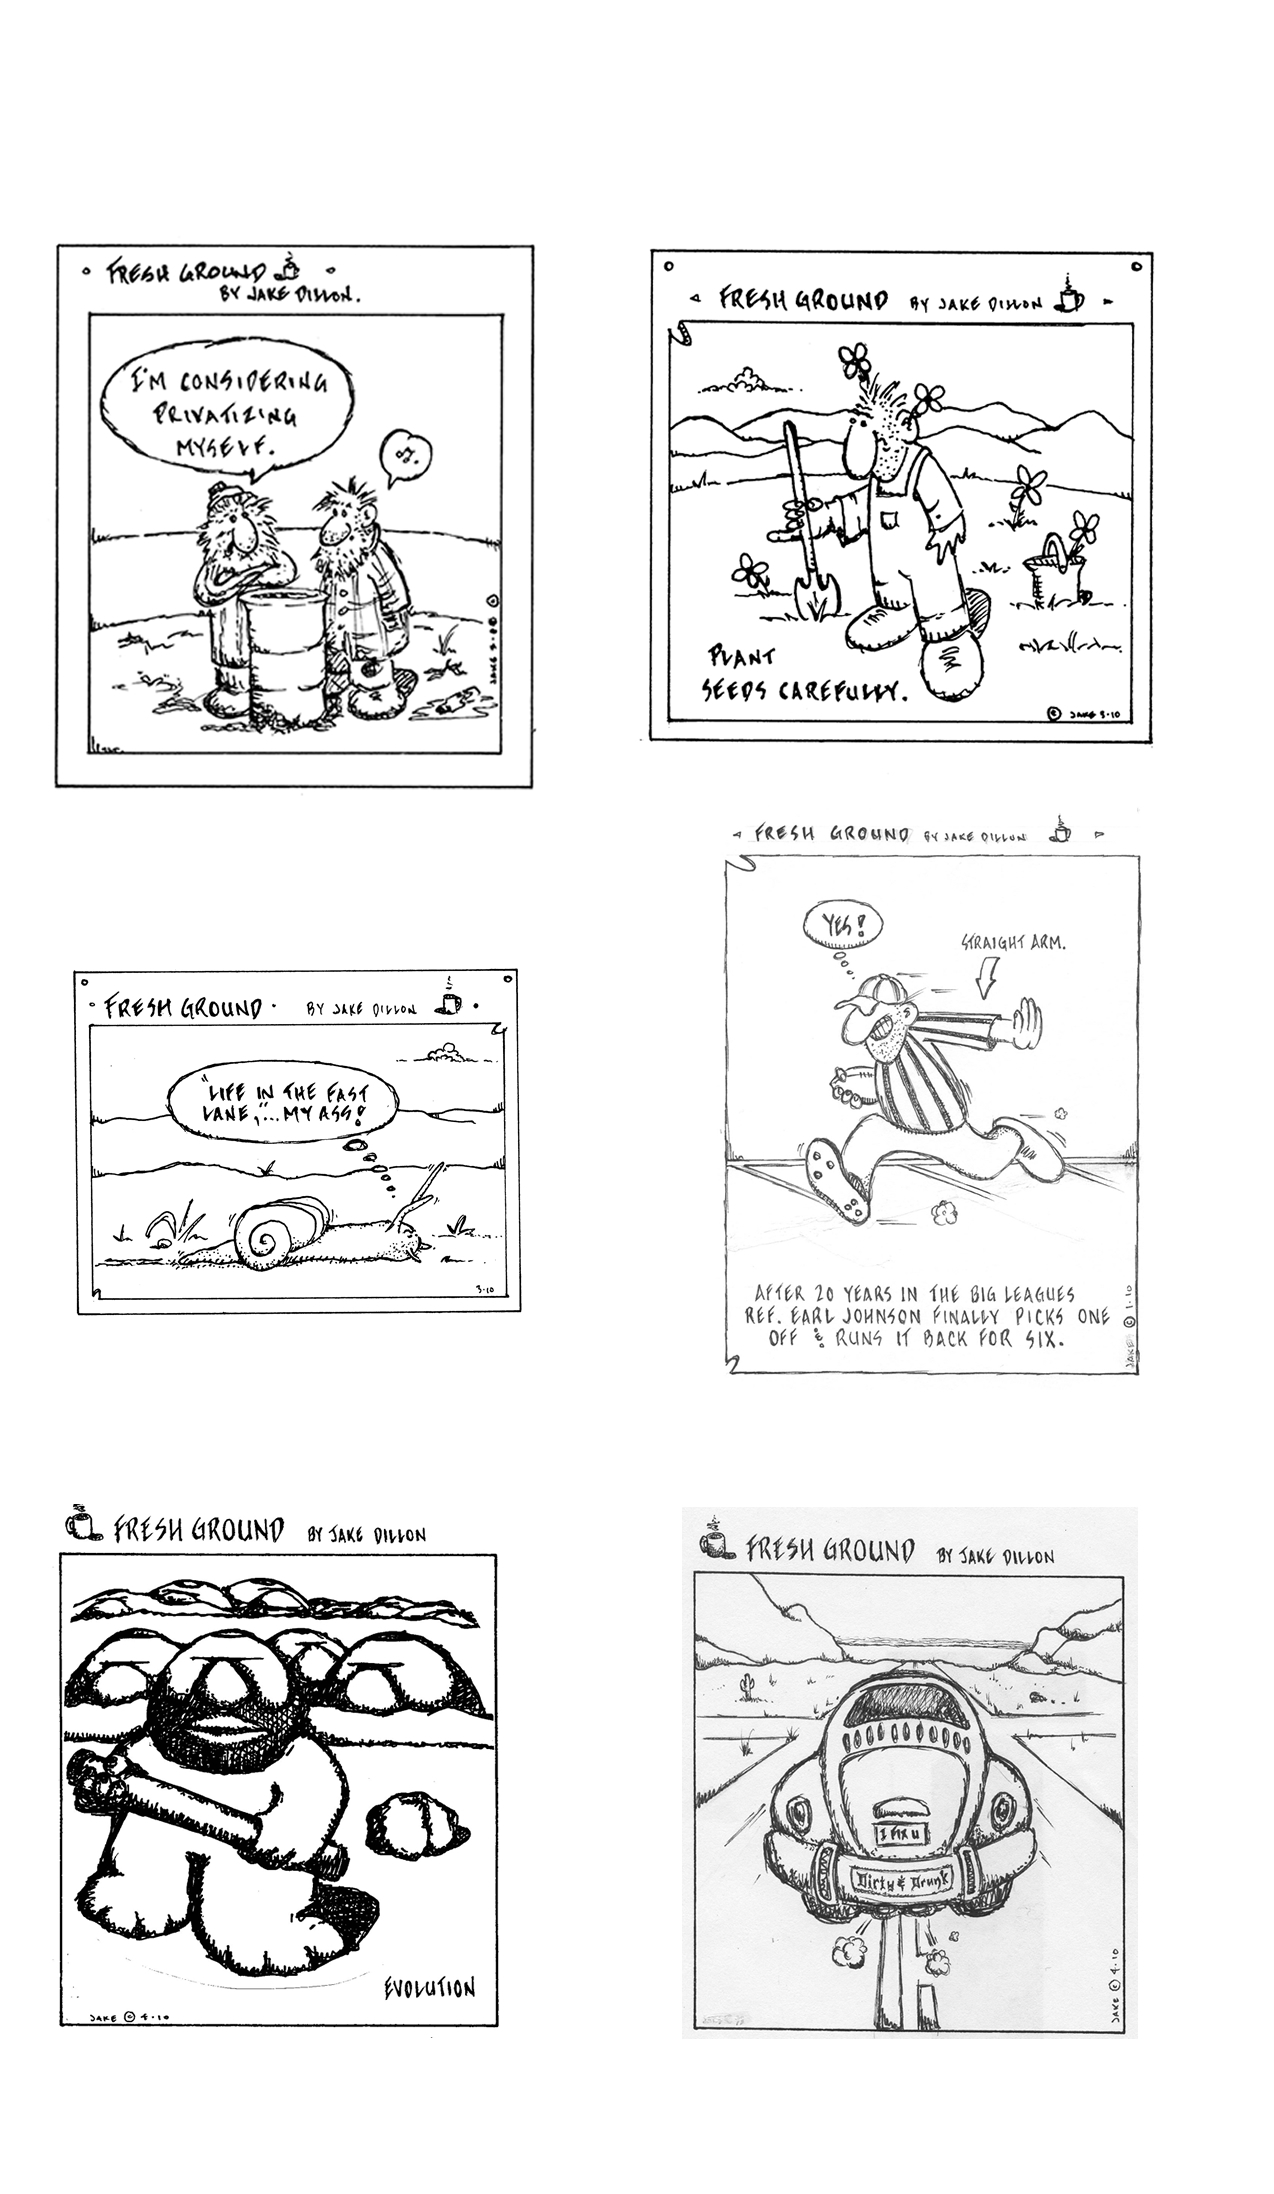 FRESH GROUND
BY JAKE DILLON.
I'M CONSIDERING
PRIVATIZING
MYSELF.
JAKE
FRESH GROUND BY JAKE DILLON
PLANT
SEEDS CAREFULLY.
© JAKE 3·10
FRESH GROUND · BY JAKE DILLON
"LIFE IN THE FAST
LANE,"... MY ASS!
3·10
FRESH GROUND BY JAKE DILLON
YES!
STRAIGHT ARM.
AFTER 20 YEARS IN THE BIG LEAGUES
REF. EARL JOHNSON FINALLY PICKS ONE
OFF & RUNS IT BACK FOR SIX.
JAKE © 1·10
FRESH GROUND BY JAKE DILLON
EVOLUTION
JAKE © 4·10
FRESH GROUND BY JAKE DILLON
I FIX U
Dirty & Drunk
JAKE © 4·10